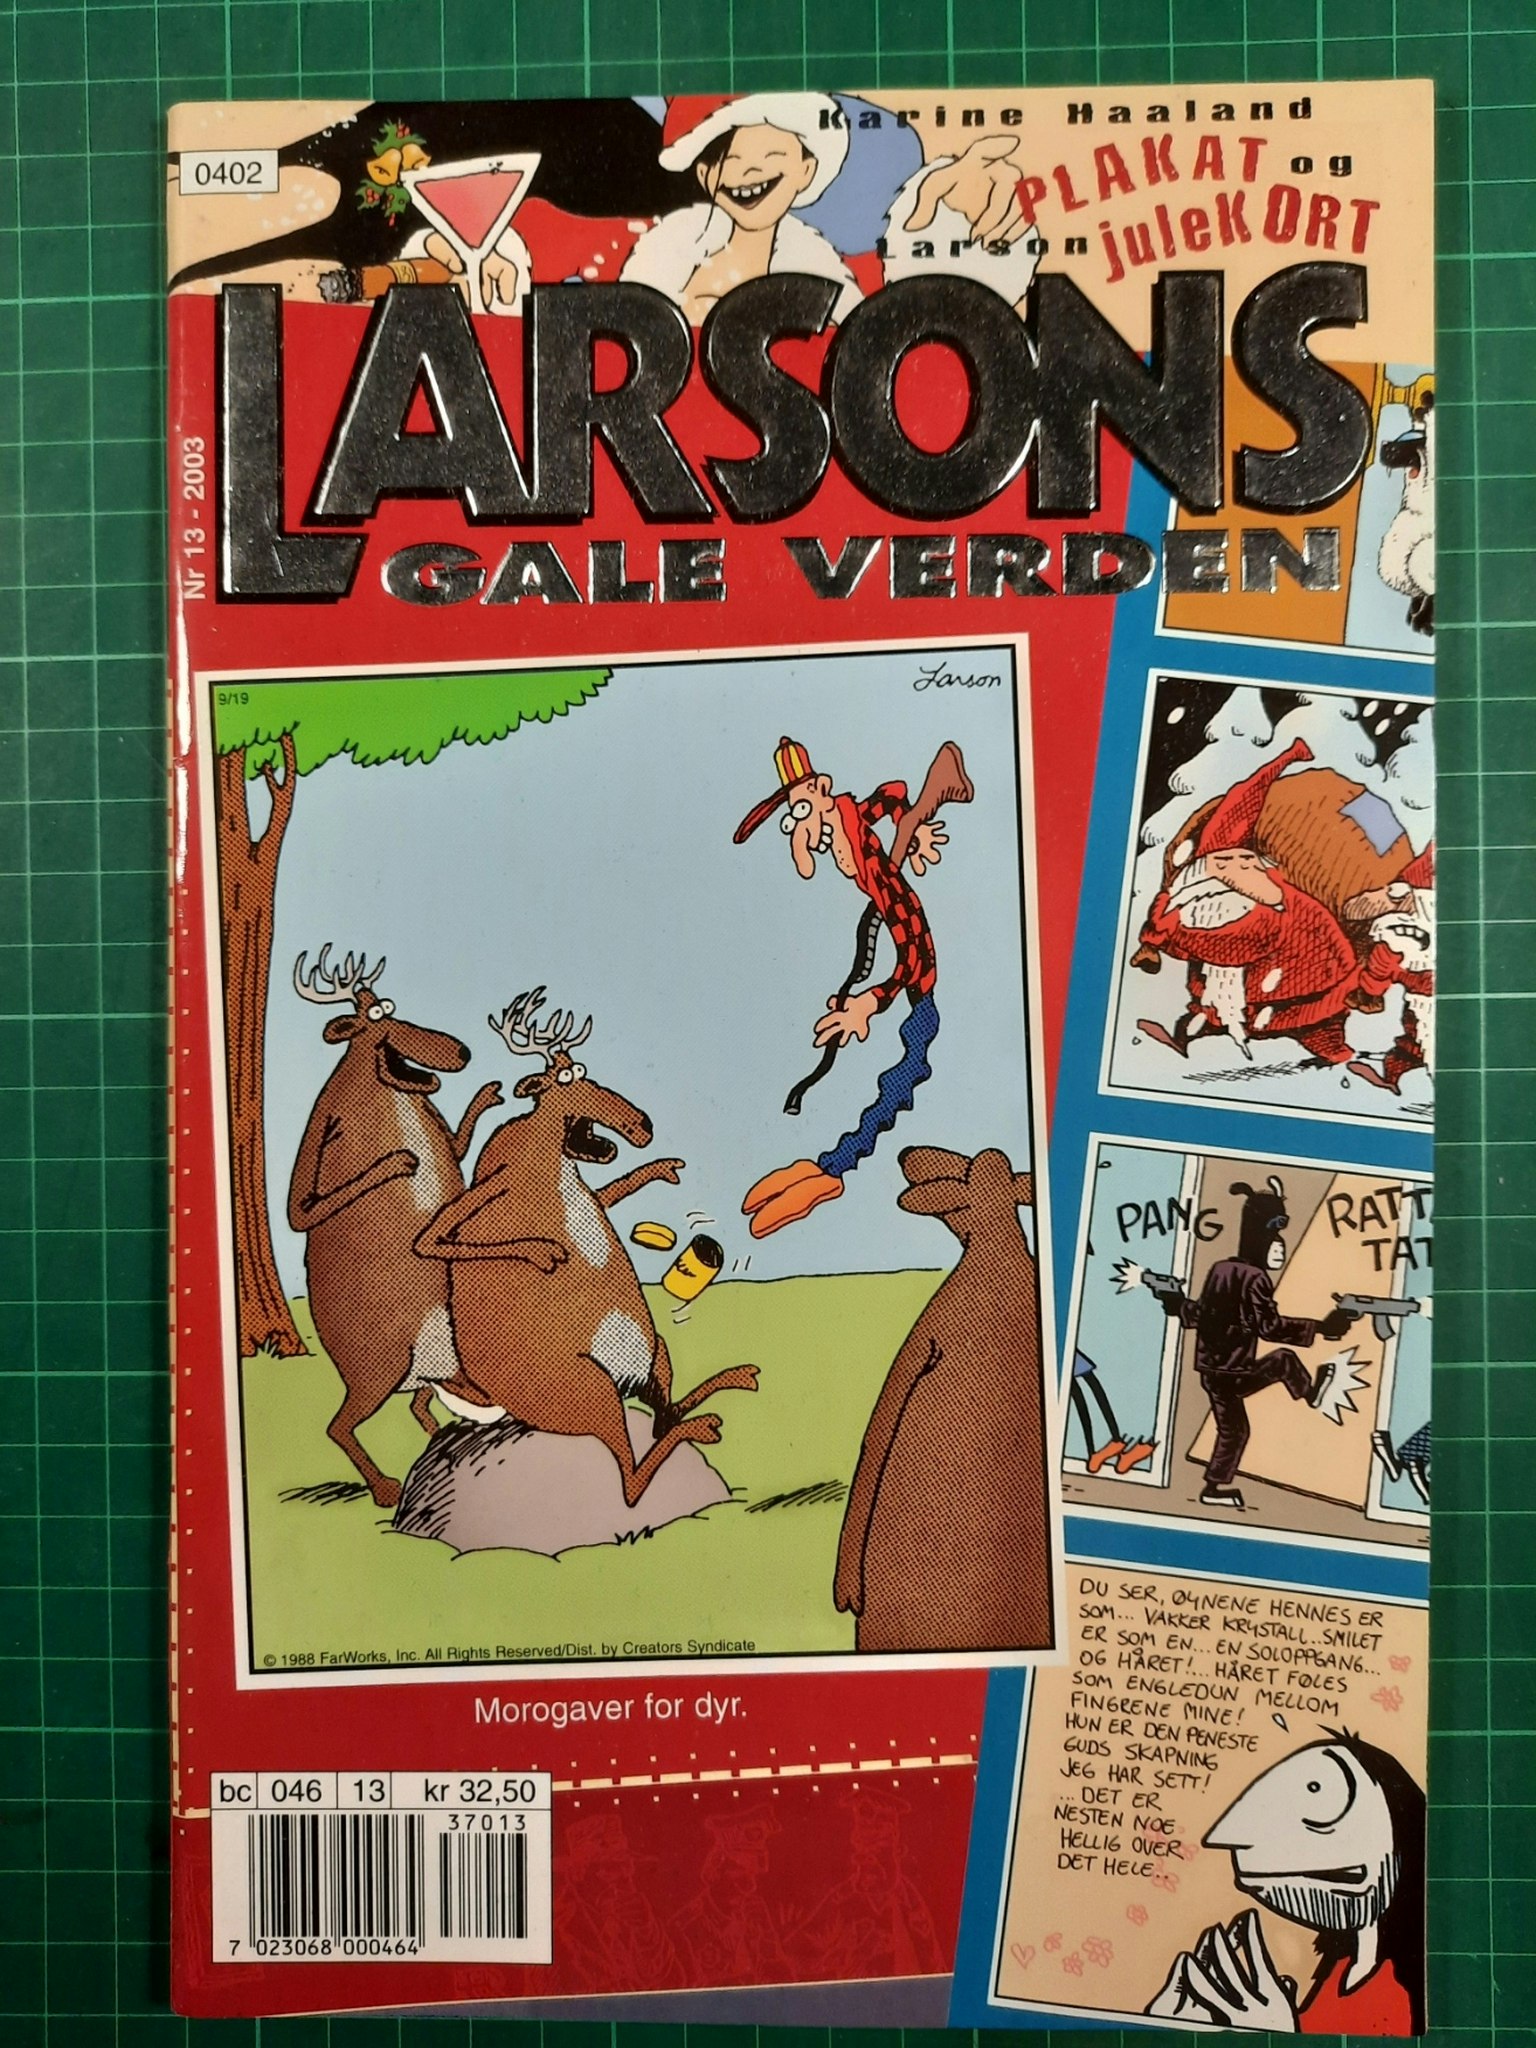 Karine Haaland
0402
PLAKAT og
Larson juleKORT
LARSONS
GALE VERDEN
Nr 13 - 2003
9/19
Larson
PANG
RATT
TAT
© 1988 FarWorks, Inc. All Rights Reserved/Dist. by Creators Syndicate
Morogaver for dyr.
DU SER, ØYNENE HENNES ER
SOM... VAKKER KRYSTALL...SMILET
ER SOM EN... EN SOLOPPGANG...
OG HÅRET!... HÅRET FØLES
SOM ENGLEDUN MELLOM
FINGRENE MINE!
HUN ER DEN PENESTE
GUDS SKAPNING
JEG HAR SETT!
... DET ER
NESTEN NOE
HELLIG OVER
DET HELE...
bc 046 13 kr 32,50
37013
7 023068 000464